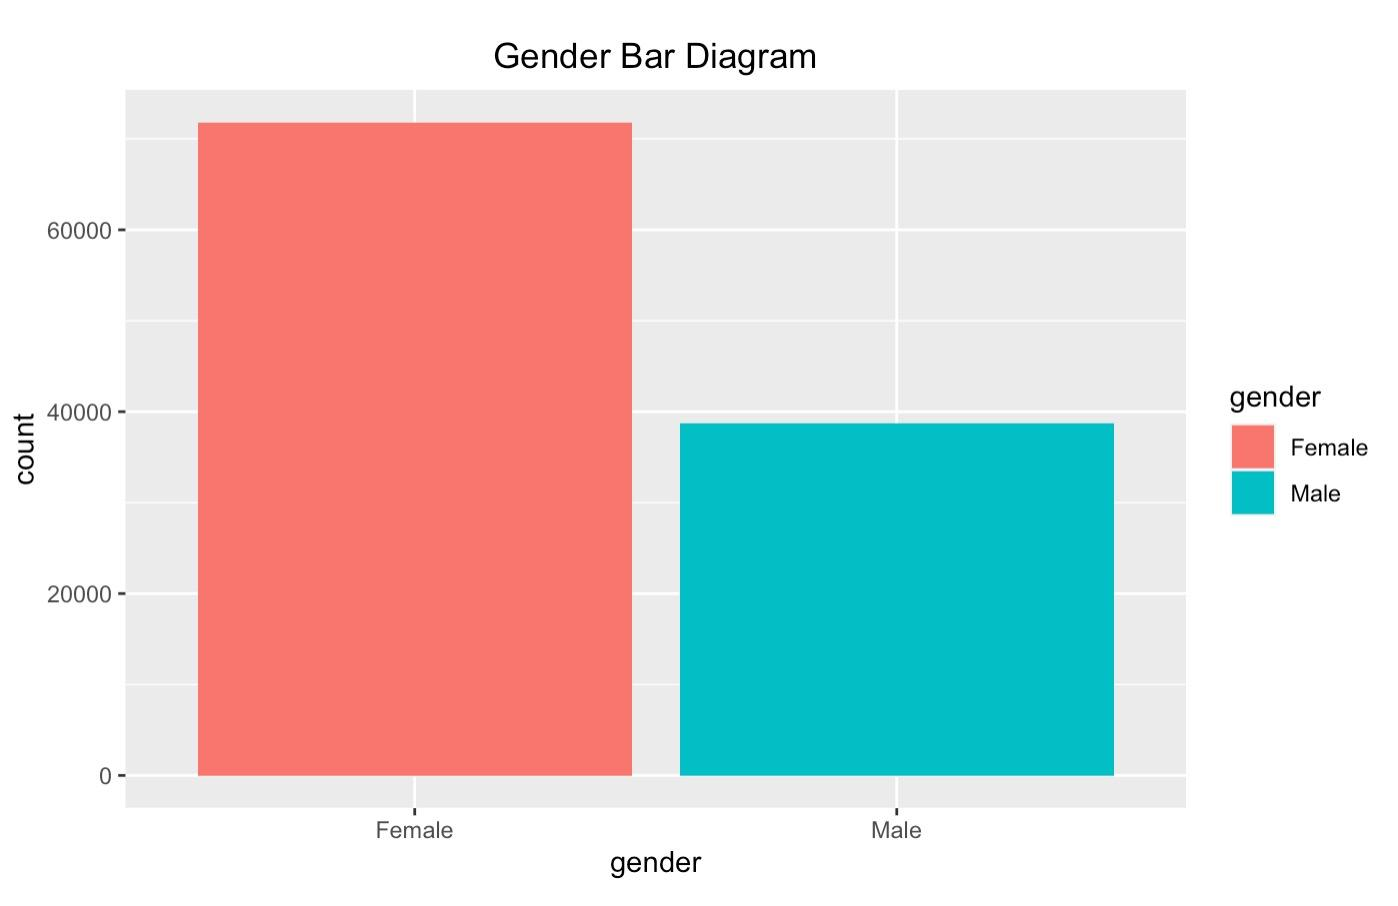 Gender Bar Diagram
count
60000
40000
20000
0
Female
Male
gender
gender
Female
Male